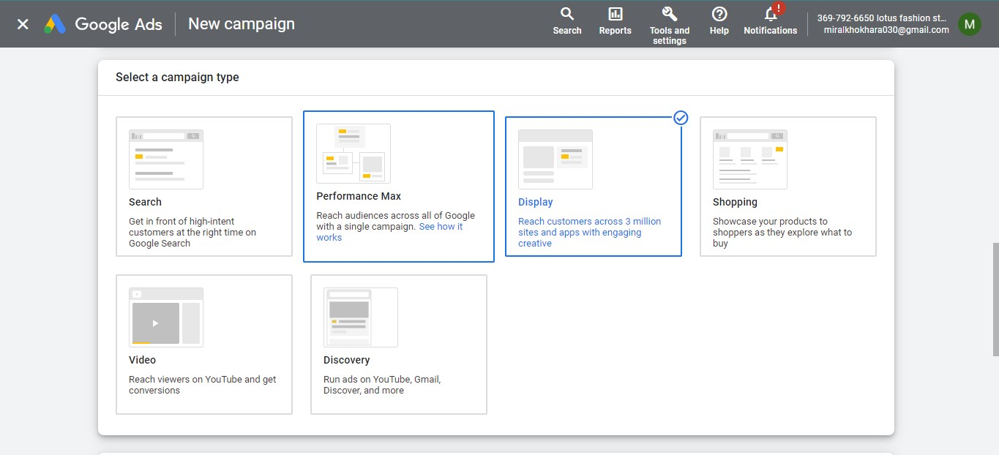 Google Ads
New campaign
Search
Reports
Tools and
settings
Help
!
Notifications
369-792-6650 lotus fashion st...
miralkhokhara030@gmail.com
M
Select a campaign type
Search
Get in front of high-intent
customers at the right time on
Google Search
Performance Max
Reach audiences across all of Google
with a single campaign. See how it
works
Display
Reach customers across 3 million
sites and apps with engaging
creative
Shopping
Showcase your products to
shoppers as they explore what to
buy
Video
Reach viewers on YouTube and get
conversions
Discovery
Run ads on YouTube, Gmail,
Discover, and more